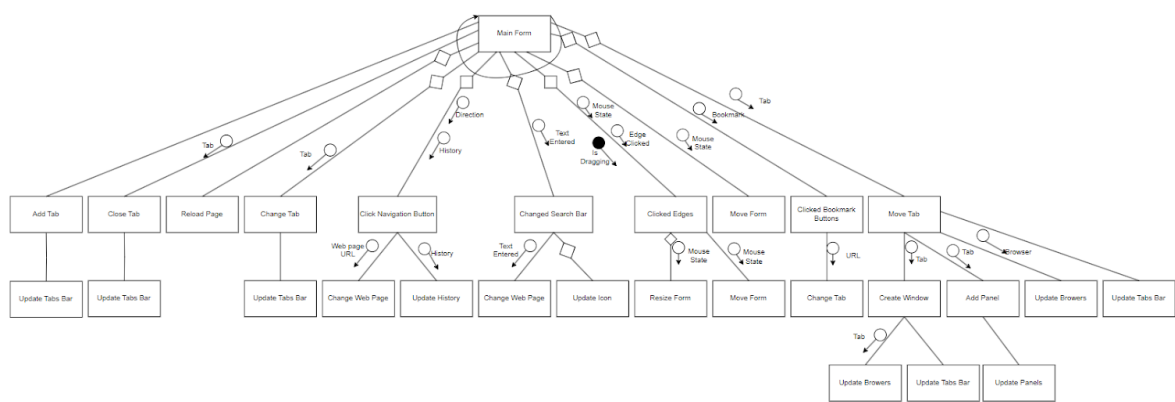 Main Form
Tab
Bookmark
Mouse
State
Direction
Text
Entered
Edge
Clicked
Mouse
State
Tab
History
Is
Dragging
Tab
Add Tab
Close Tab
Reload Page
Change Tab
Click Navigation Button
Changed Search Bar
Clicked Edges
Move Form
Clicked Bookmark
Buttons
Move Tab
Web page
URL
History
Text
Entered
Mouse
State
Mouse
State
URL
Tab
Tab
Browser
Update Tabs Bar
Update Tabs Bar
Update Tabs Bar
Change Web Page
Update History
Change Web Page
Update Icon
Resize Form
Move Form
Change Tab
Create Window
Add Panel
Update Browers
Update Tabs Bar
Tab
Update Browers
Update Tabs Bar
Update Panels